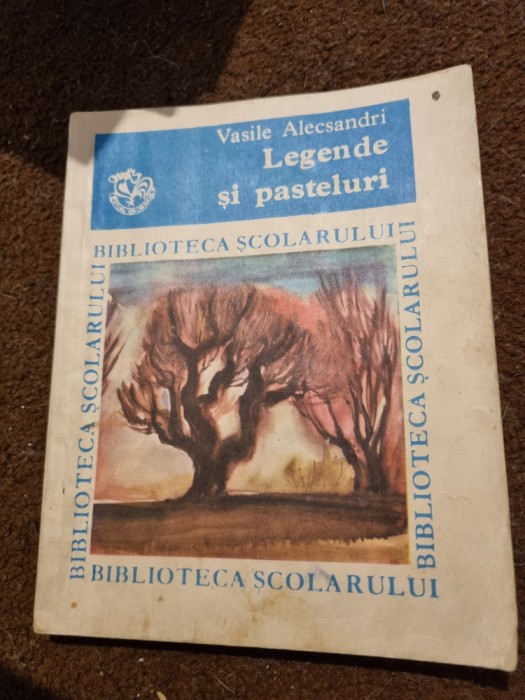 Vasile Alecsandri
Legende
și pasteluri
BIBLIOTECA ȘCOLARULUI
BIBLIOTECA ȘCOLARULUI
BIBLIOTECA ȘCOLARULUI
BIBLIOTECA ȘCOLARULUI